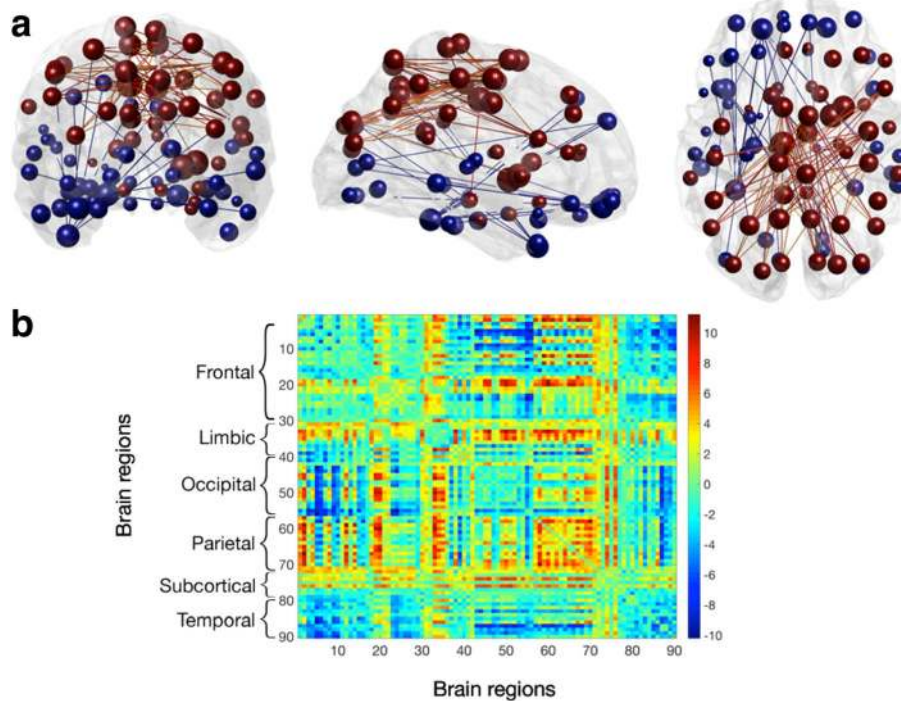 a
b
Frontal
Limbic
Occipital
Parietal
Subcortical
Temporal
Brain regions
10
20
30
40
50
60
70
80
90
10 20 30 40 50 60 70 80 90
Brain regions
10
8
6
4
2
0
-2
-4
-6
-8
-10